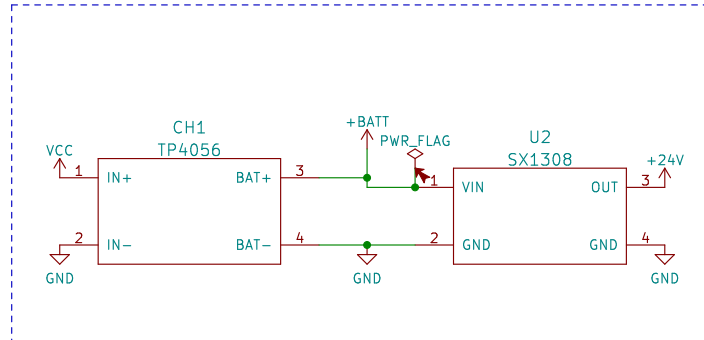 CH1
TP4056
VCC
1
IN+
BAT+
3
2
IN-
BAT-
4
GND
+BATT
PWR_FLAG
GND
U2
SX1308
1
VIN
OUT
3
+24V
2
GND
GND
4
GND